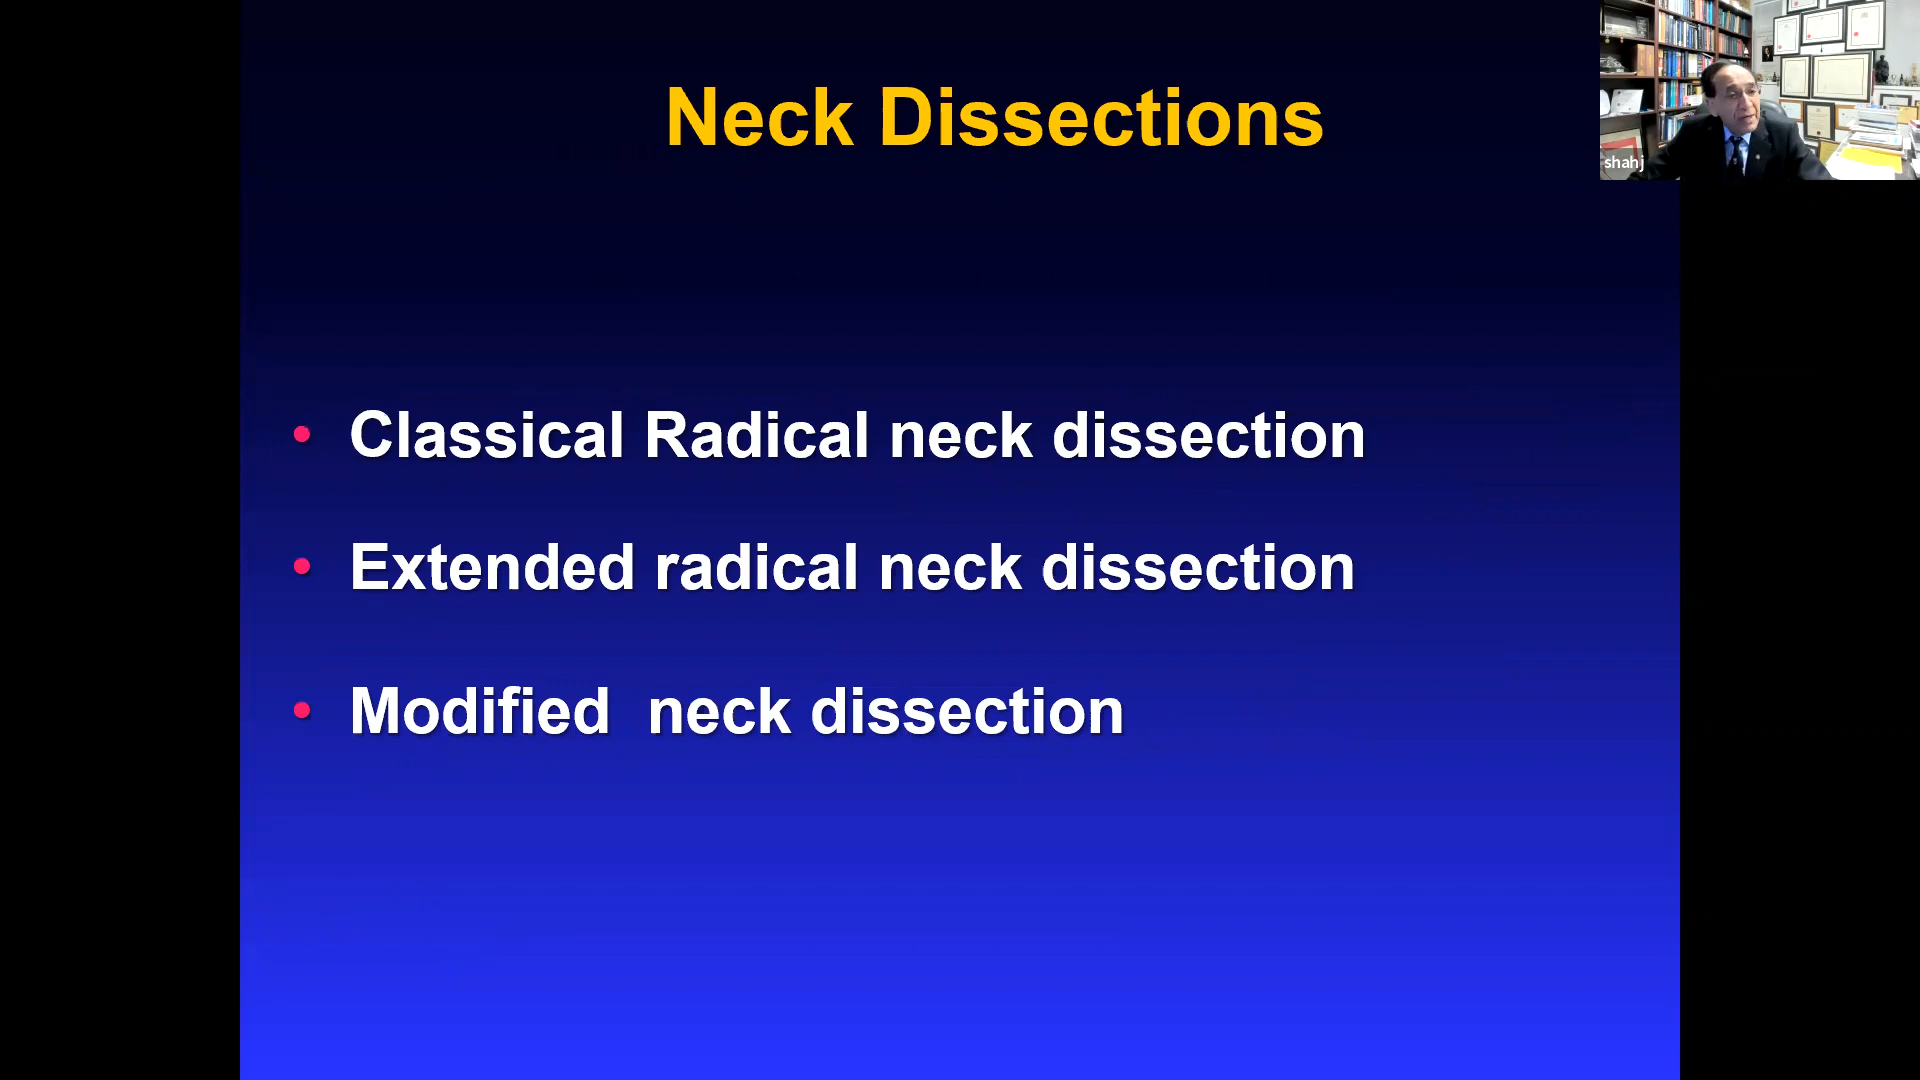 Neck Dissections
shahj
• Classical Radical neck dissection
• Extended radical neck dissection
• Modified  neck dissection